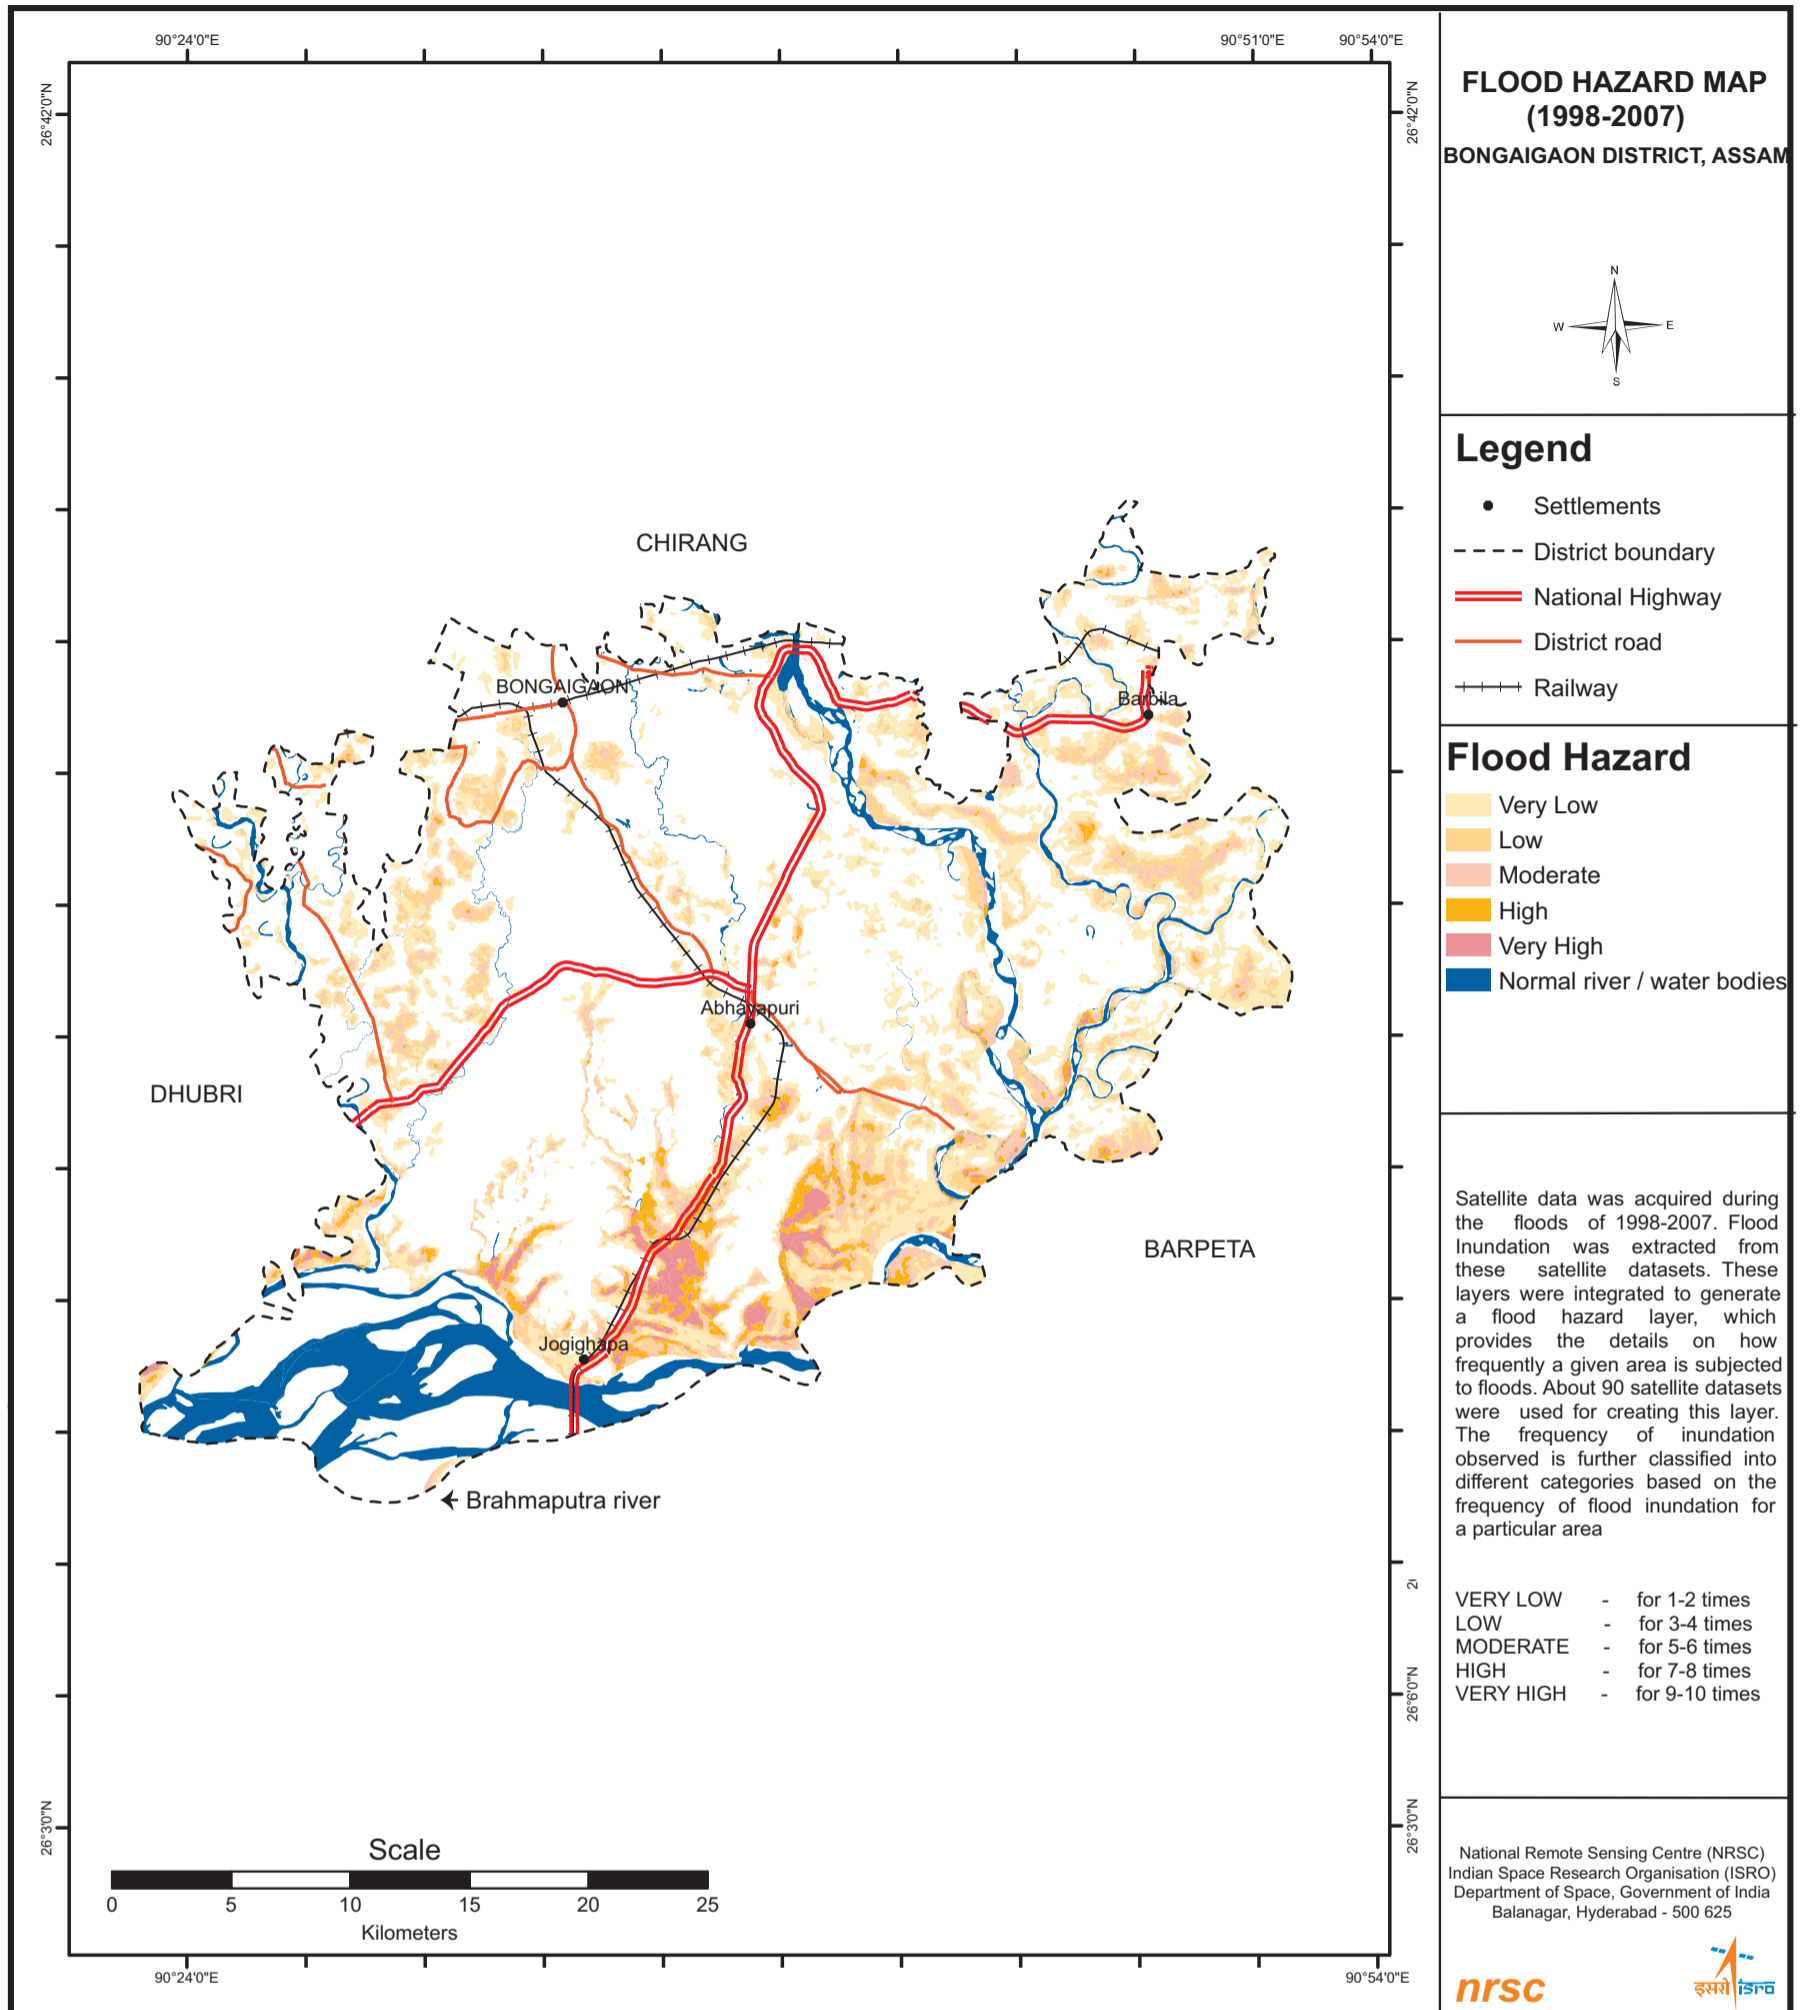 90°24'0"E
90°51'0"E
90°54'0"E
26°42'0"N
26°42'0"N
FLOOD HAZARD MAP
(1998-2007)
BONGAIGAON DISTRICT, ASSAM
N
W
E
S
Legend
Settlements
District boundary
National Highway
District road
Railway
Flood Hazard
Very Low
Low
Moderate
High
Very High
Normal river / water bodies
CHIRANG
BONGAIGAON
Barbila
Abhayapuri
DHUBRI
BARPETA
Jogighapa
Brahmaputra river
Satellite data was acquired during
the floods of 1998-2007. Flood
Inundation was extracted from
these satellite datasets. These
layers were integrated to generate
a flood hazard layer, which
provides the details on how
frequently a given area is subjected
to floods. About 90 satellite datasets
were used for creating this layer.
The frequency of inundation
observed is further classified into
different categories based on the
frequency of flood inundation for
a particular area
VERY LOW - for 1-2 times
LOW - for 3-4 times
MODERATE - for 5-6 times
HIGH - for 7-8 times
VERY HIGH - for 9-10 times
26°6'0"N
26°3'0"N
26°3'0"N
Scale
0 5 10 15 20 25
Kilometers
90°24'0"E
90°54'0"E
National Remote Sensing Centre (NRSC)
Indian Space Research Organisation (ISRO)
Department of Space, Government of India
Balanagar, Hyderabad - 500 625
nrsc
इसरो isro